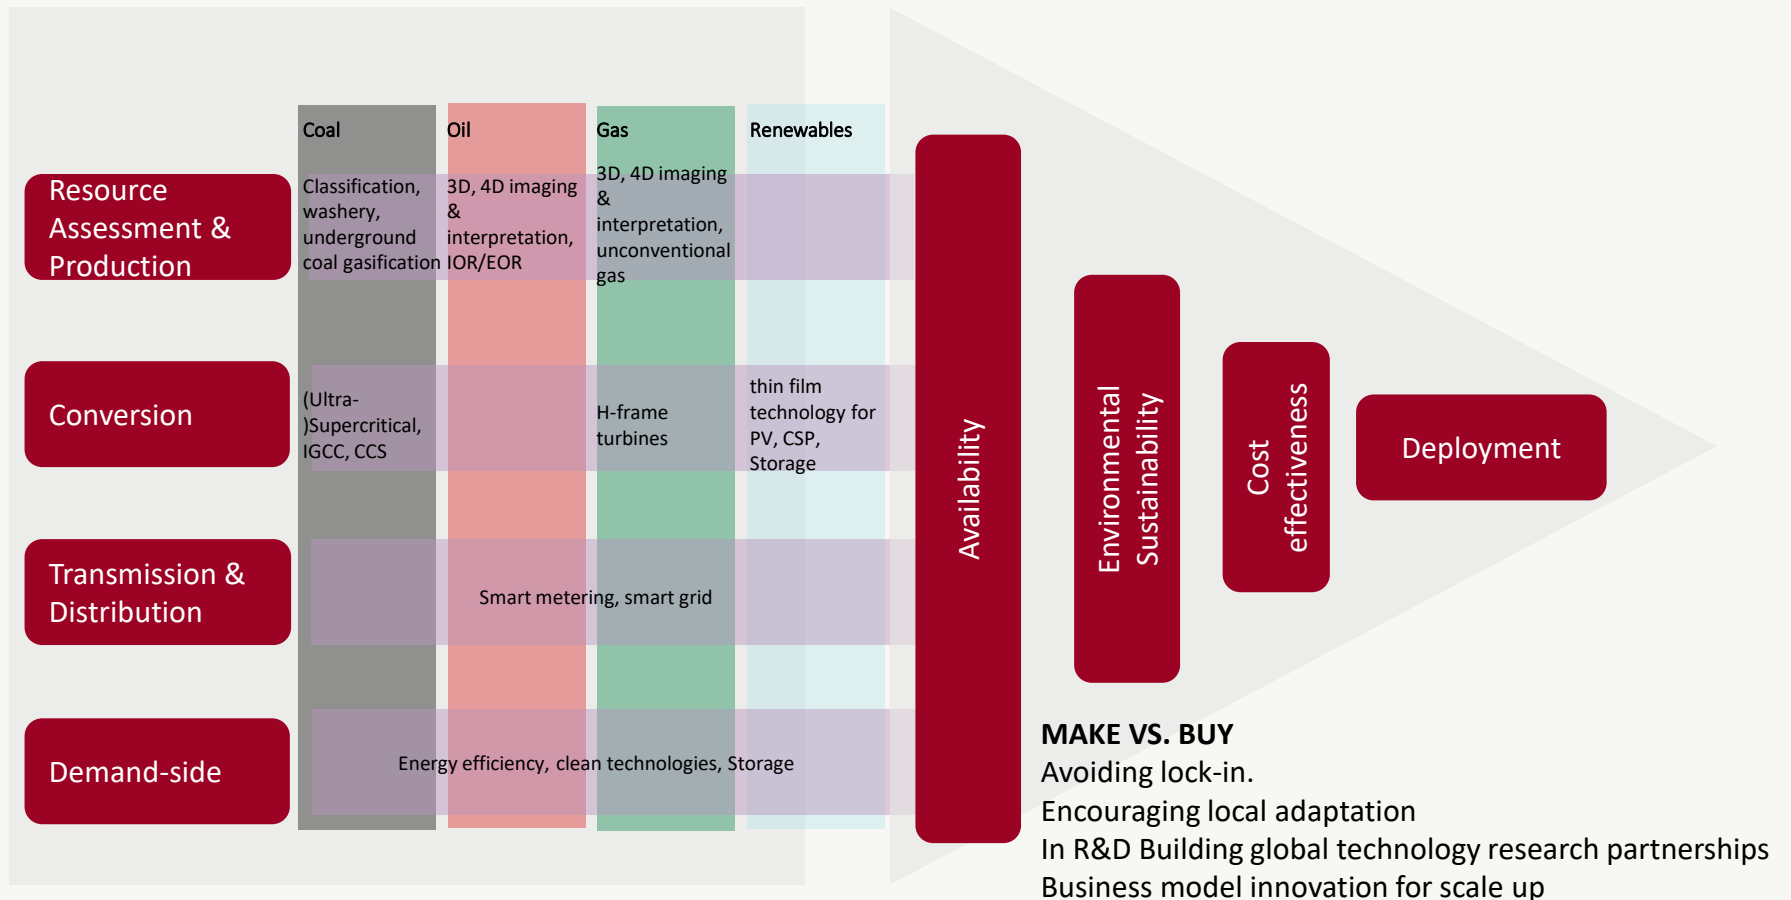 Coal
Oil
Gas
Renewables
Resource
Assessment &
Production
Classification,
washery,
underground
coal gasification
3D, 4D imaging
&
interpretation,
IOR/EOR
3D, 4D imaging
&
interpretation,
unconventional
gas
Conversion
(Ultra-
)Supercritical,
IGCC, CCS
H-frame
turbines
thin film
technology for
PV, CSP,
Storage
Transmission &
Distribution
Smart metering, smart grid
Demand-side
Energy efficiency, clean technologies, Storage
Availability
Environmental
Sustainability
Cost
effectiveness
Deployment
MAKE VS. BUY
Avoiding lock-in.
Encouraging local adaptation
In R&D Building global technology research partnerships
Business model innovation for scale up